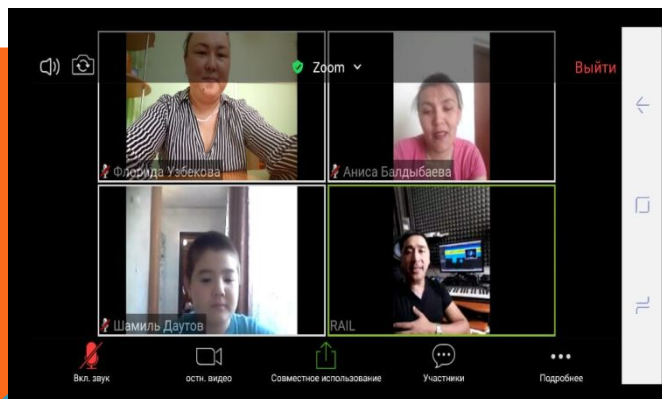 Zoom
Выйти
Флорида Узбекова
Аниса Балдыбаева
Шамиль Даутов
RAIL
Вкл. звук
остн. видео
Совместное использование
Участники
Подробнее